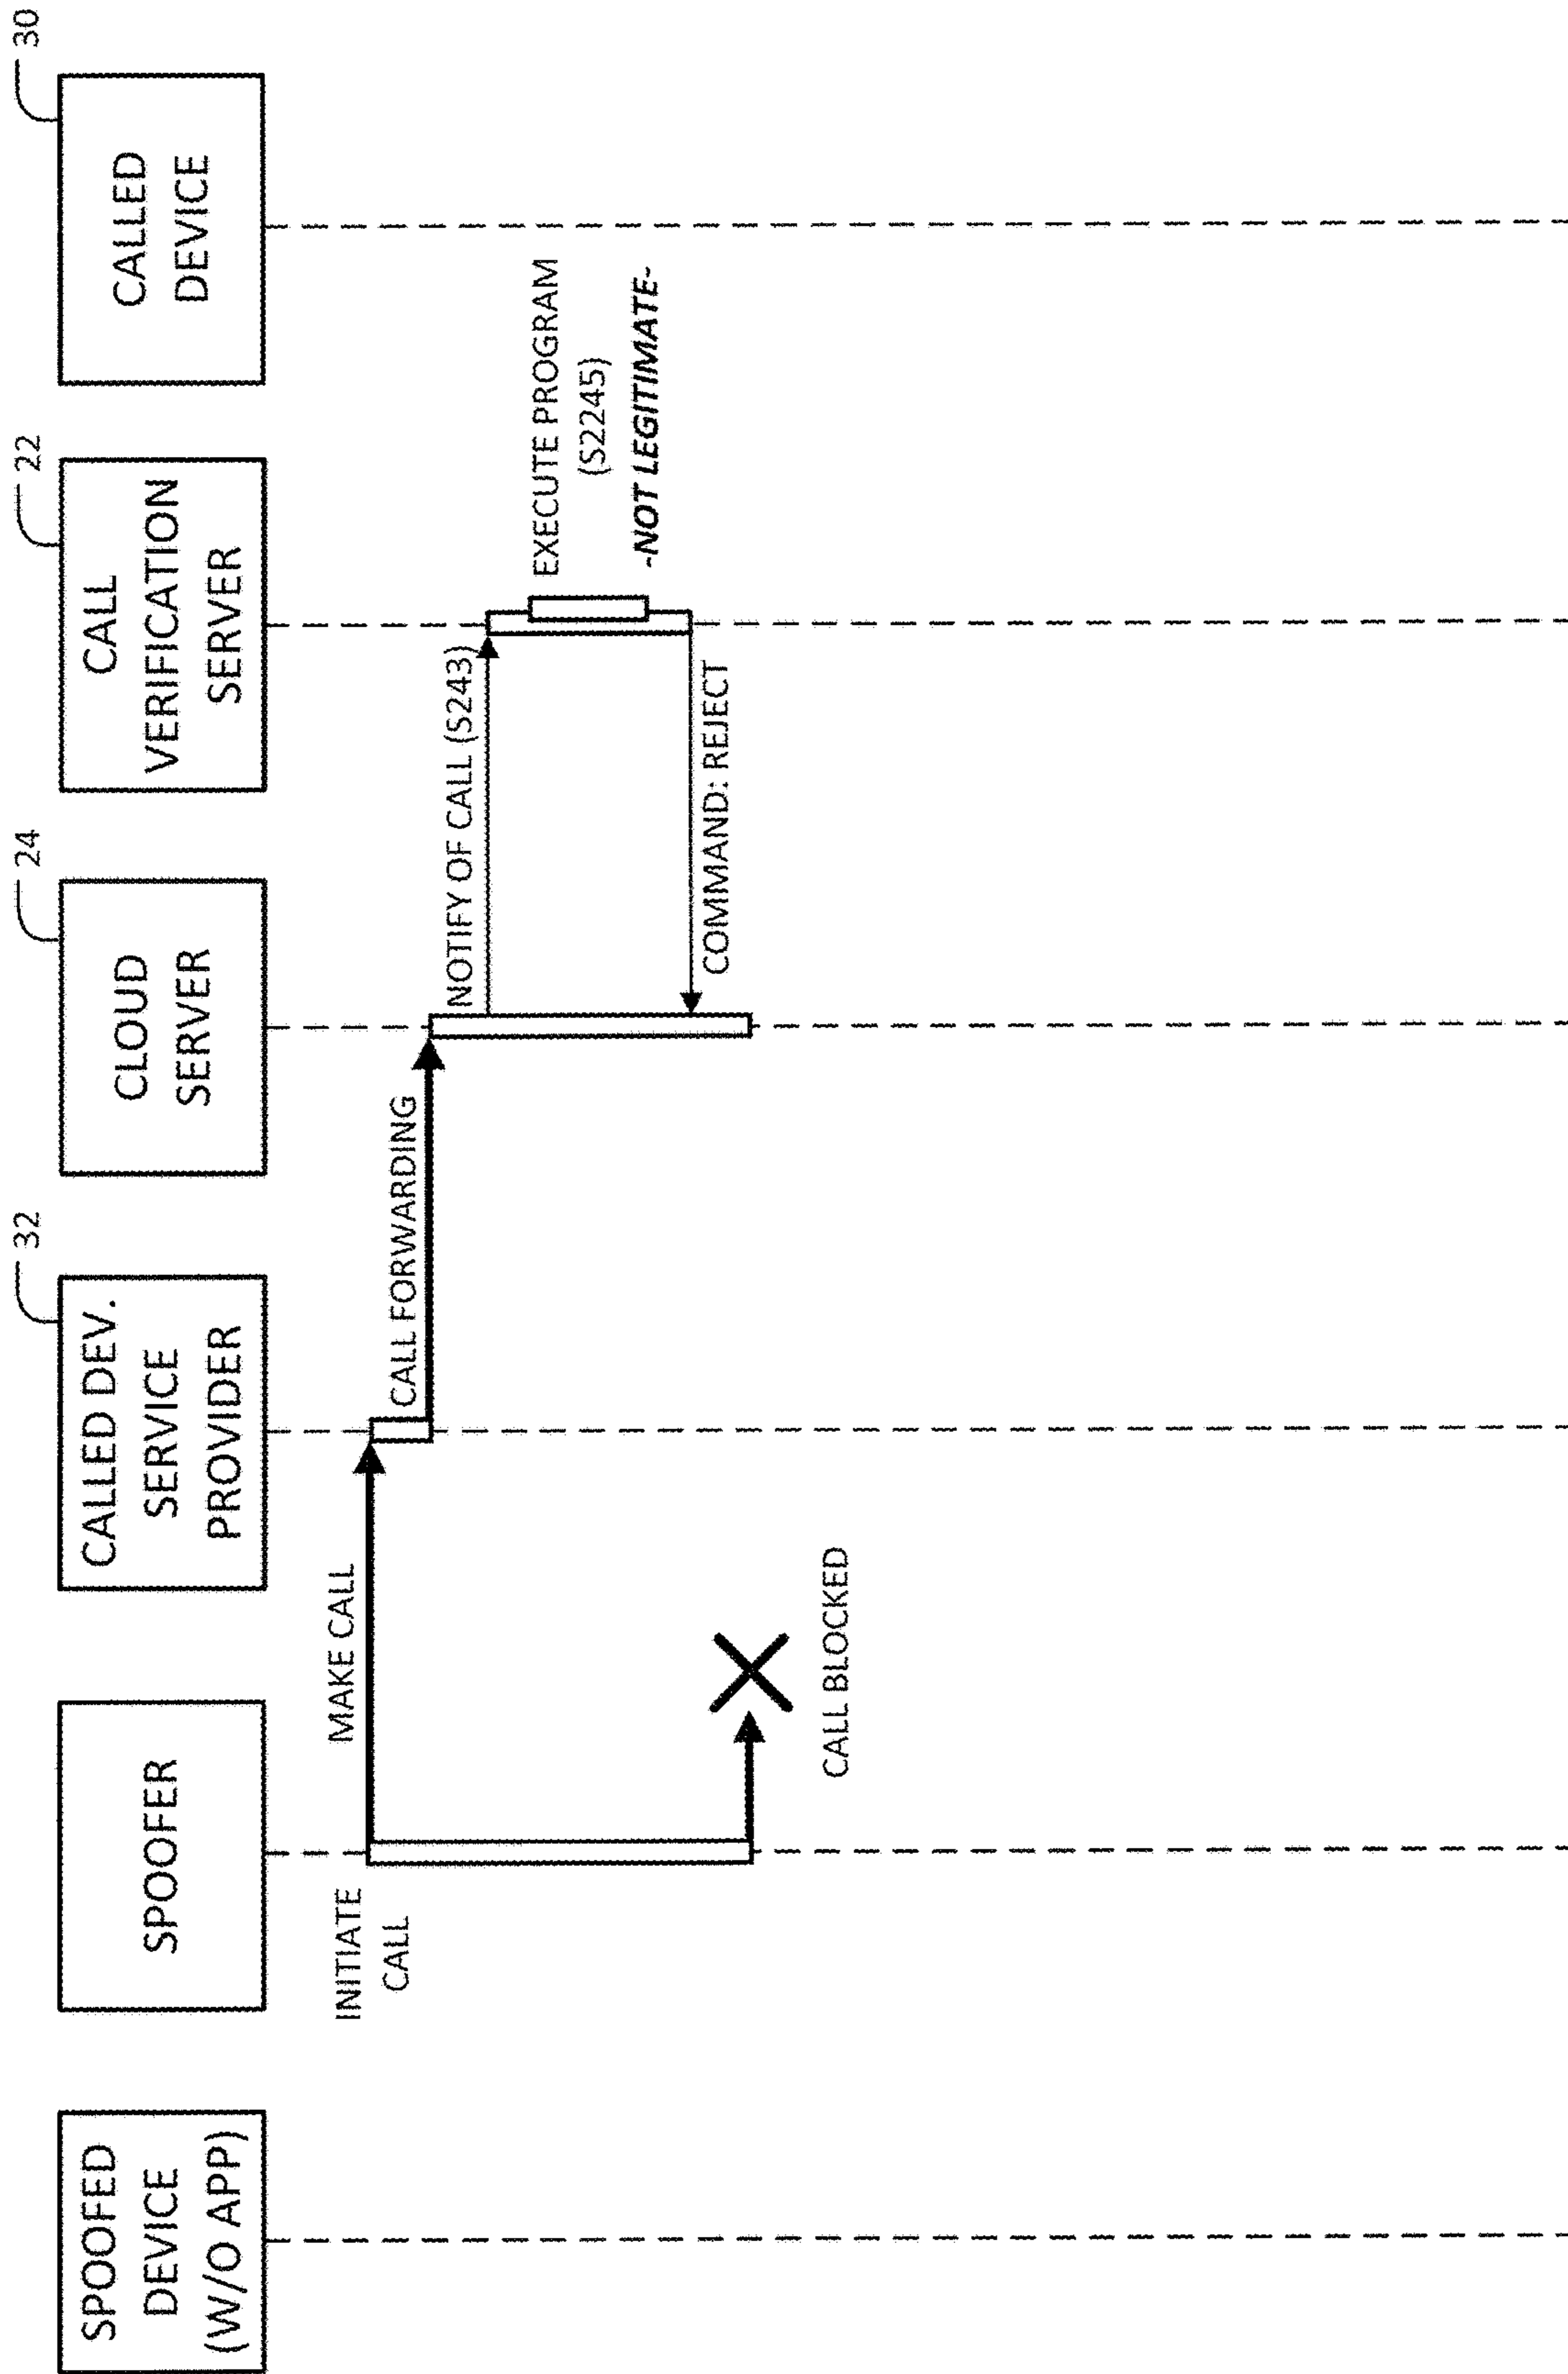 SPOOFED
DEVICE
(W/O APP)
SPOOFER
CALLED DEV.
SERVICE
PROVIDER
32
CLOUD
SERVER
24
CALL
VERIFICATION
SERVER
22
CALLED
DEVICE
30
INITIATE
CALL
MAKE CALL
CALL FORWARDING
NOTIFY OF CALL (S243)
EXECUTE PROGRAM
(S2245)
-NOT LEGITIMATE-
COMMAND: REJECT
CALL BLOCKED